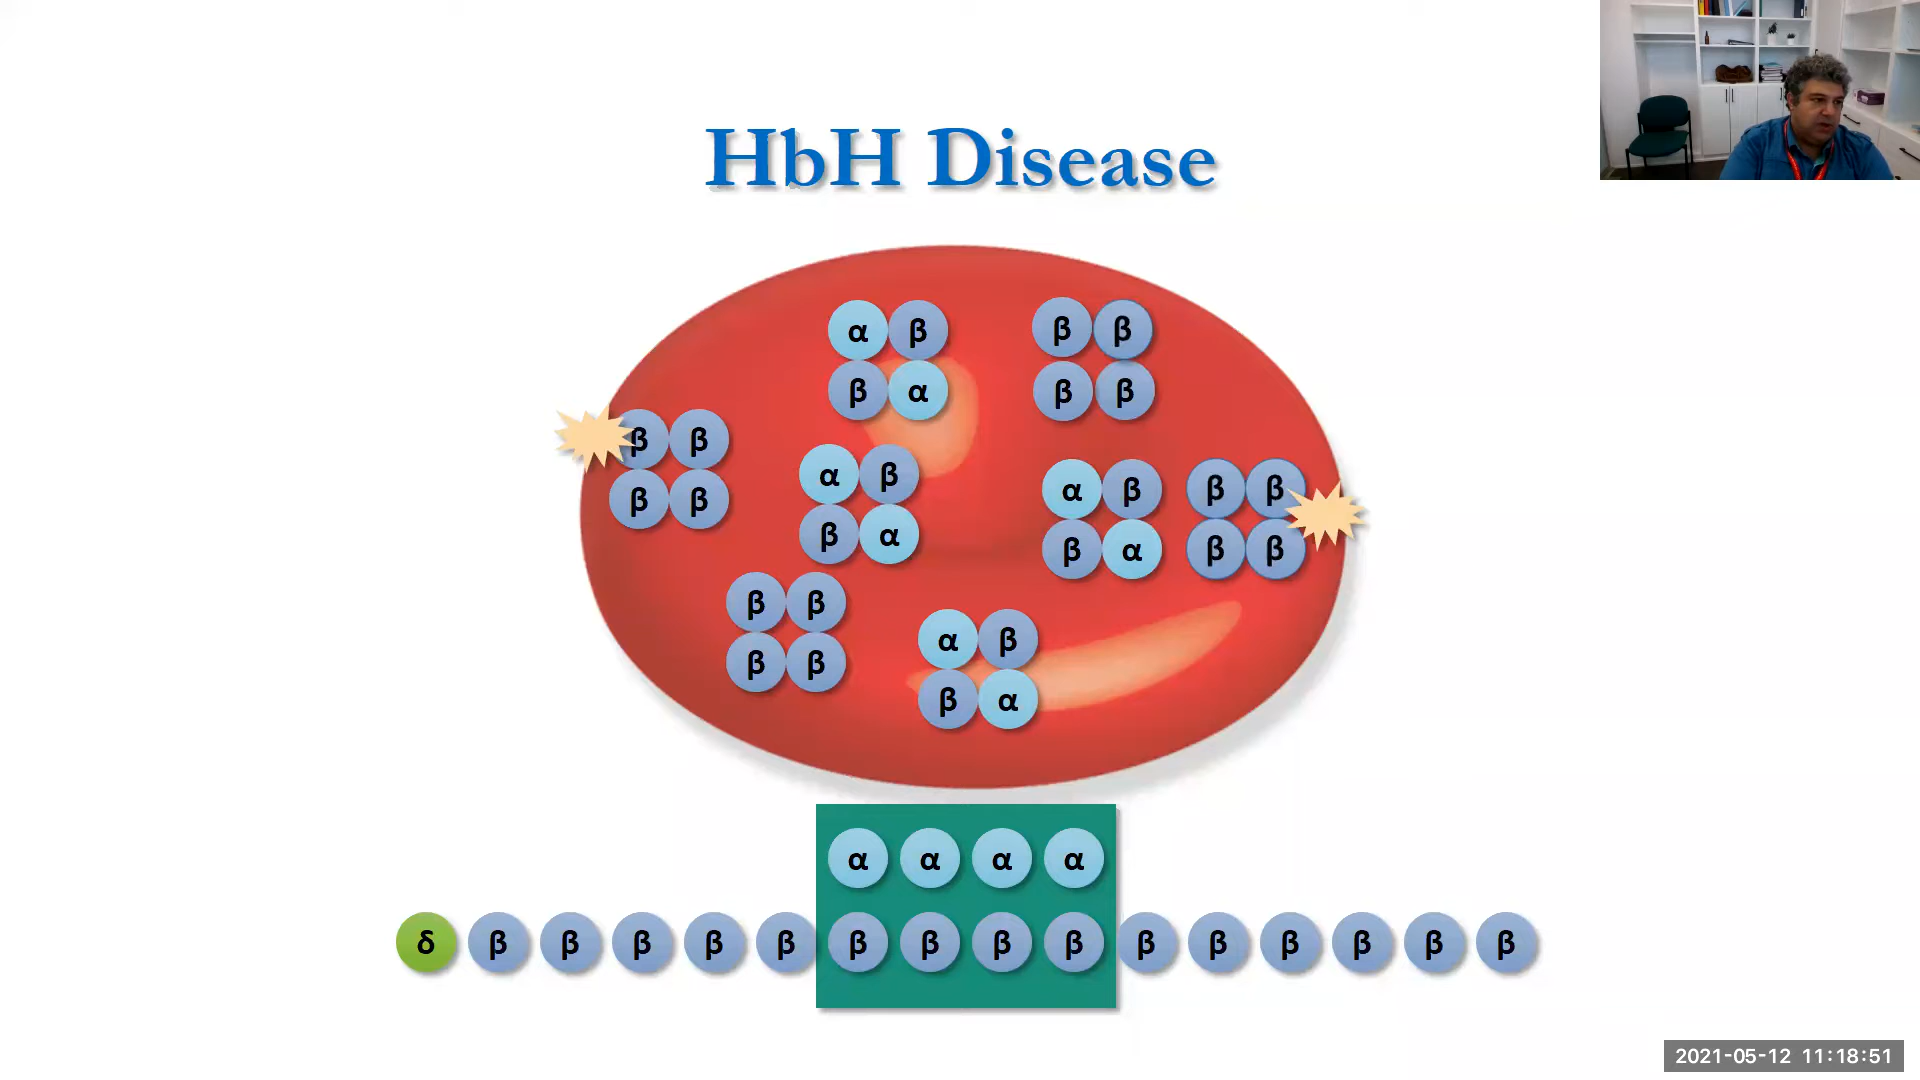 HbH Disease
α β β β
β α β β
β β
β β
α β
β α
α β β β
β α β β
β β
β β
α β
β α
α α α α
δ β β β β β β β β β β β β β β β
2021-05-12 11:18:51